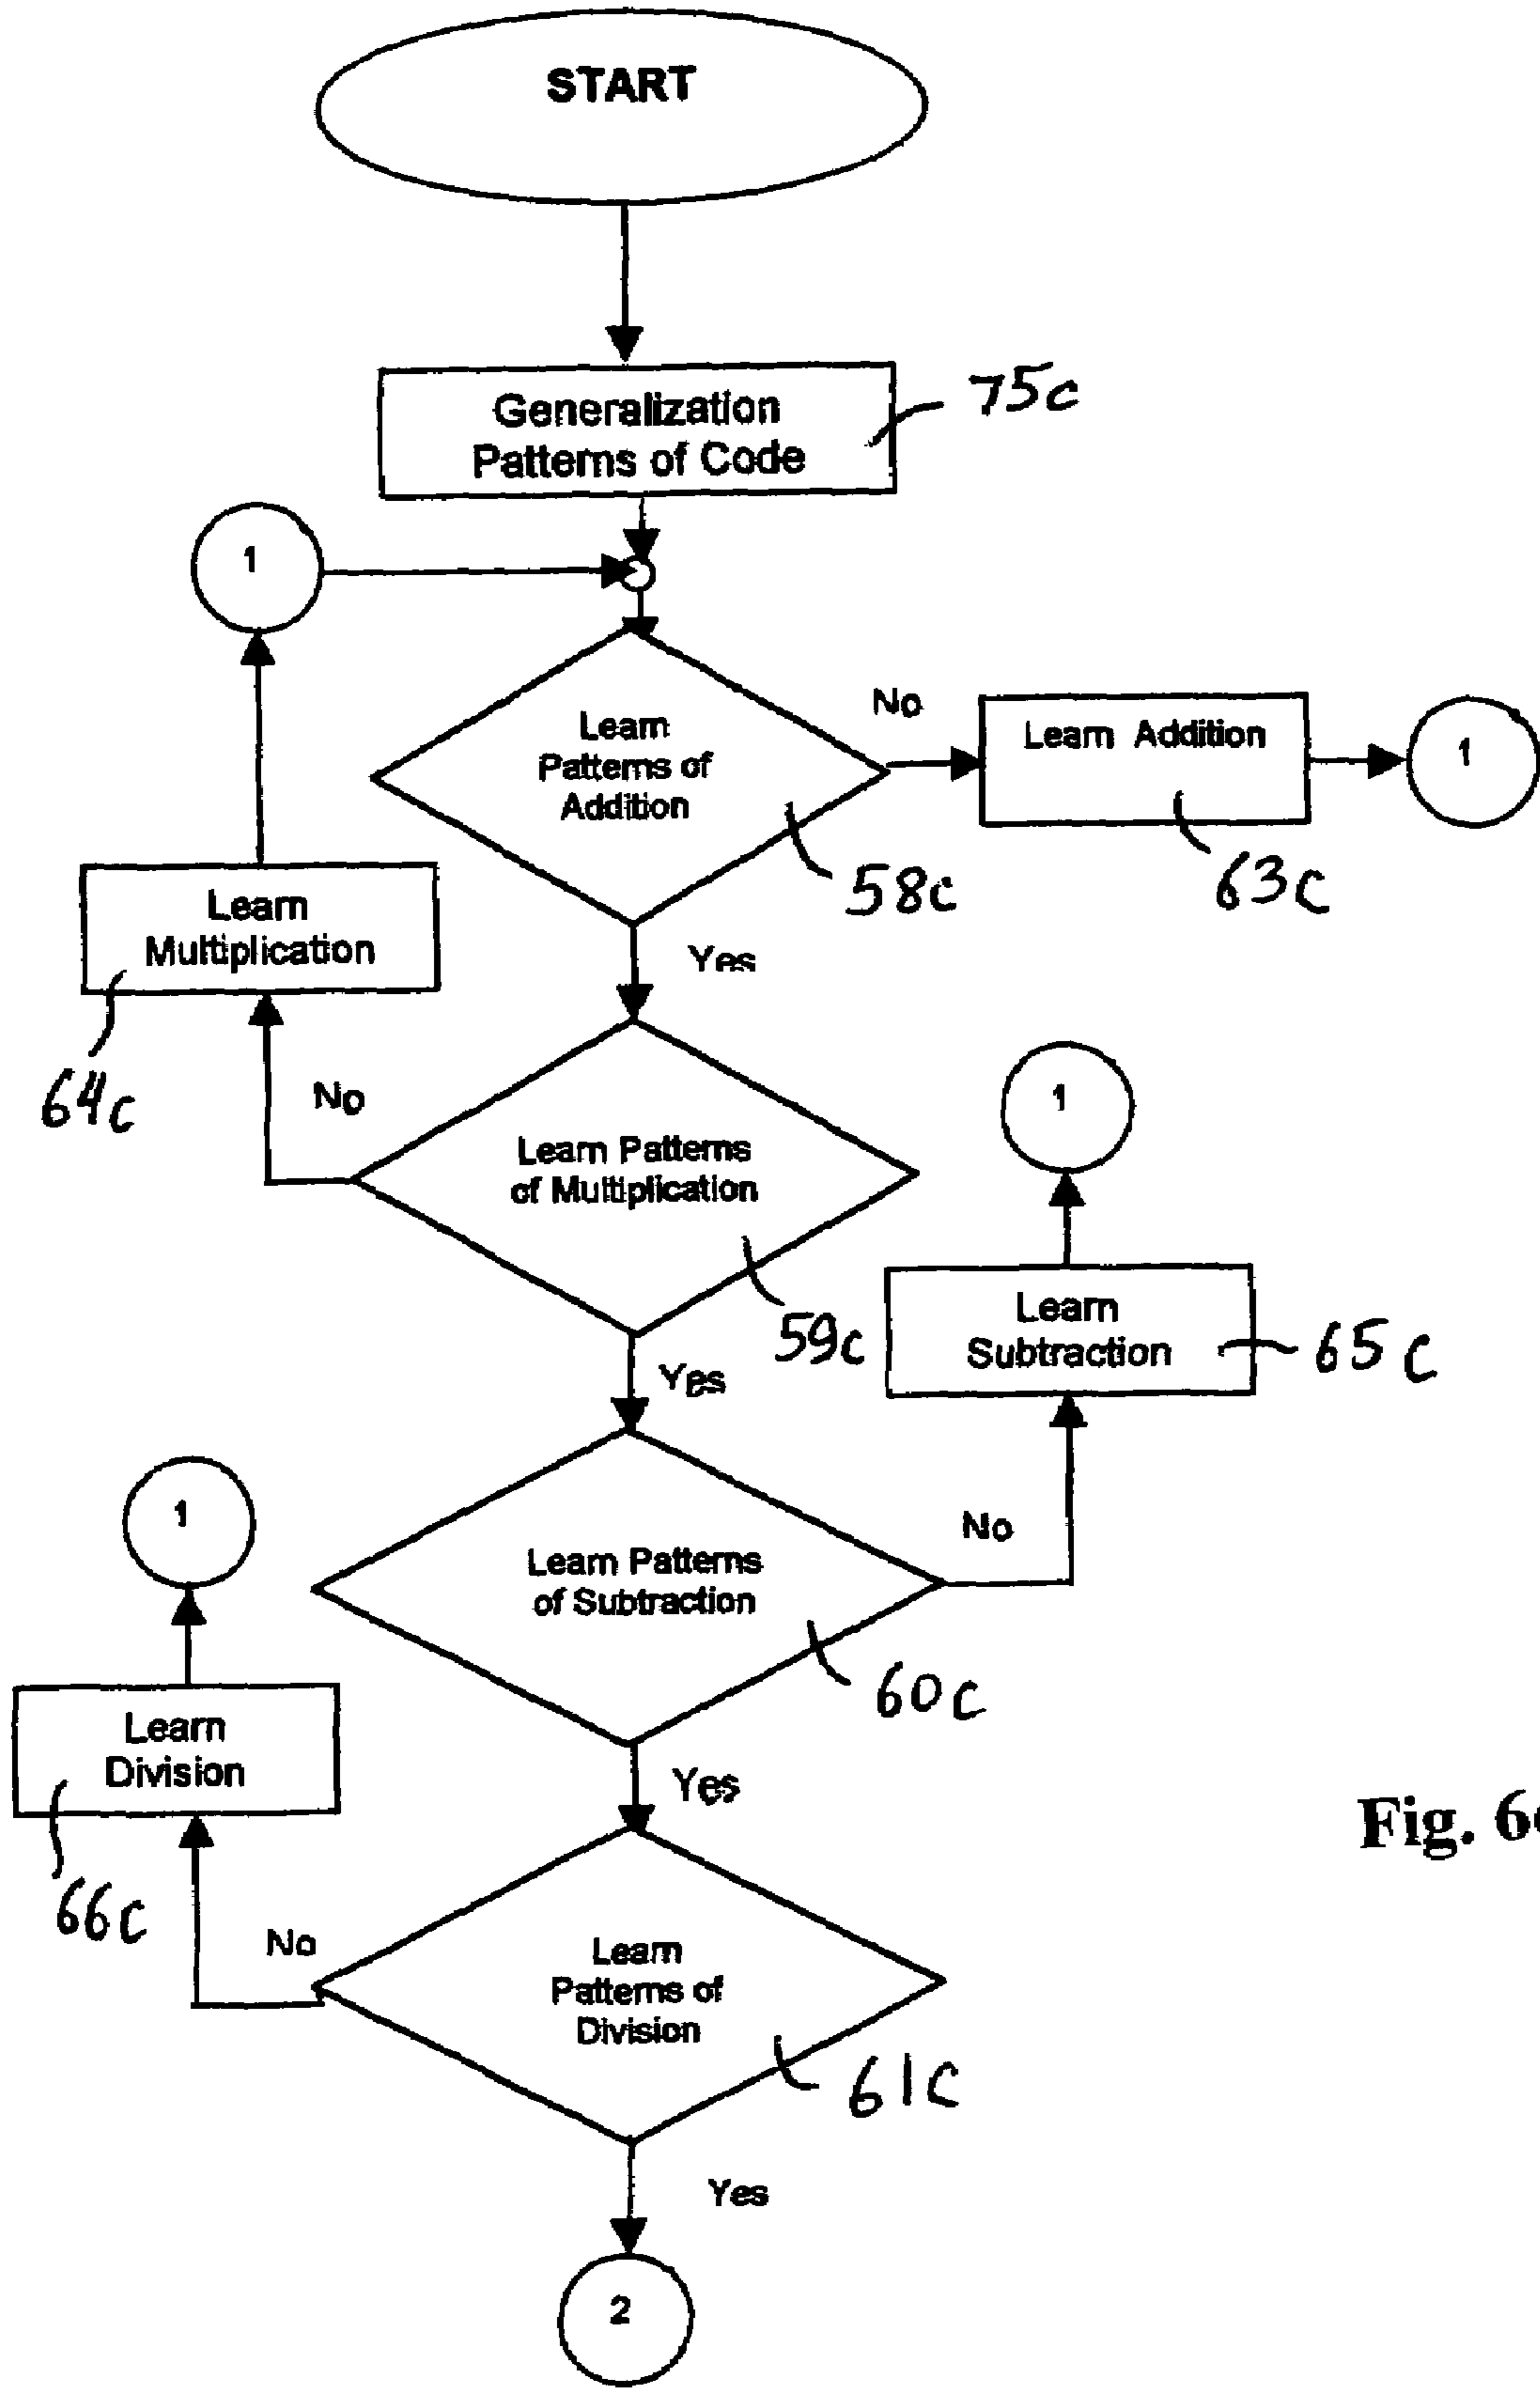 START
Generalization
Patterns of Code
75c
1
Learn
Patterns of
Addition
No
Learn Addition
1
58c
63c
Learn
Multiplication
Yes
64c
No
1
Learn Patterns
of Multiplication
59c
Learn
Subtraction
65c
Yes
1
No
Learn Patterns
of Subtraction
60c
Learn
Division
Yes
66c
No
Learn
Patterns of
Division
61c
Yes
2
Fig. 6